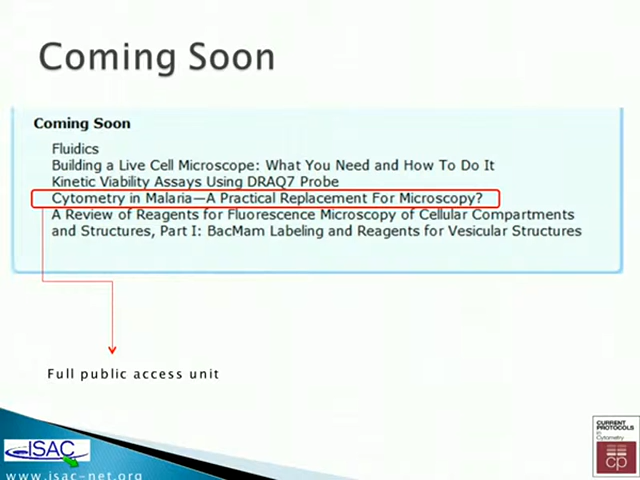 Coming Soon
Coming Soon
Fluidics
Building a Live Cell Microscope: What You Need and How To Do It
Kinetic Viability Assays Using DRAQ7 Probe
Cytometry in Malaria—A Practical Replacement For Microscopy?
A Review of Reagents for Fluorescence Microscopy of Cellular Compartments
and Structures, Part I: BacMam Labeling and Reagents for Vesicular Structures
Full public access unit
ISAC
www.isac-net.org
CURRENT
PROTOCOLS
in
Cytometry
cp